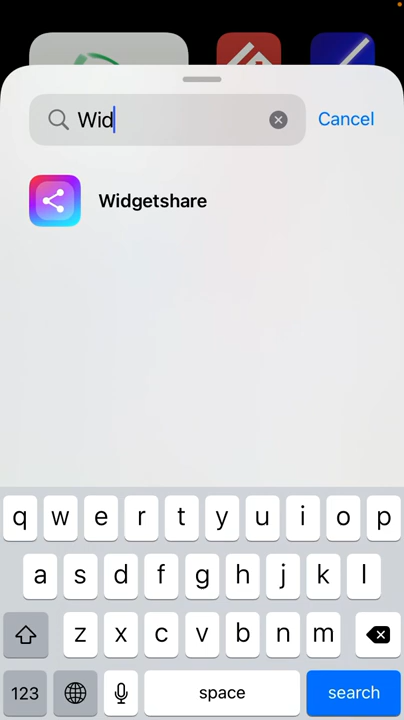 Wid
Cancel
Widgetshare
q w e r t y u i o p
a s d f g h j k l
z x c v b n m
123 space search